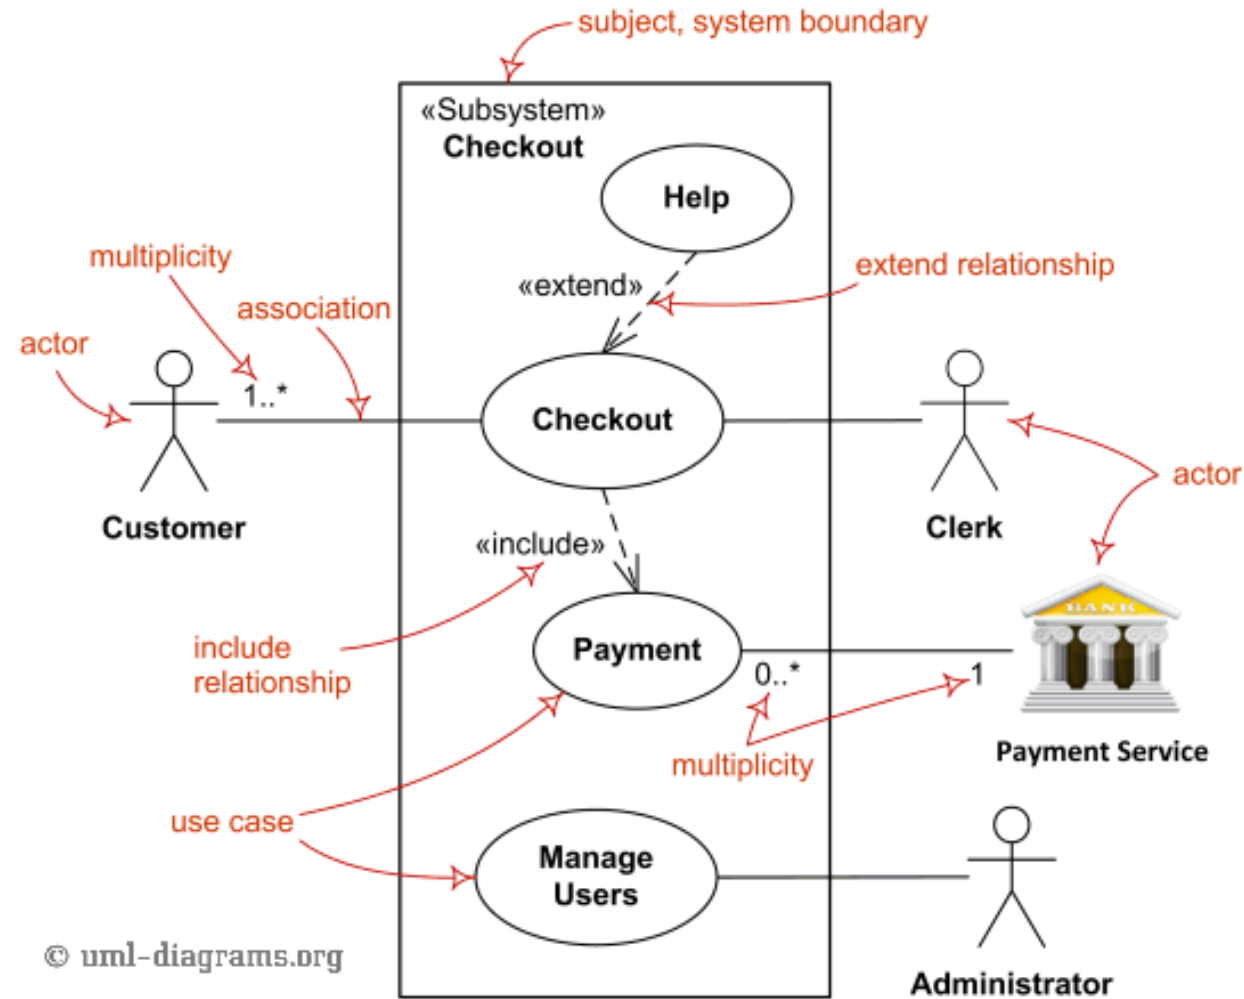 subject, system boundary
«Subsystem»
Checkout
Help
multiplicity
«extend»
extend relationship
association
actor
1..*
Checkout
actor
Customer
Clerk
«include»
BANK
include
relationship
Payment
0..*
1
multiplicity
Payment Service
use case
Manage
Users
© uml-diagrams.org
Administrator